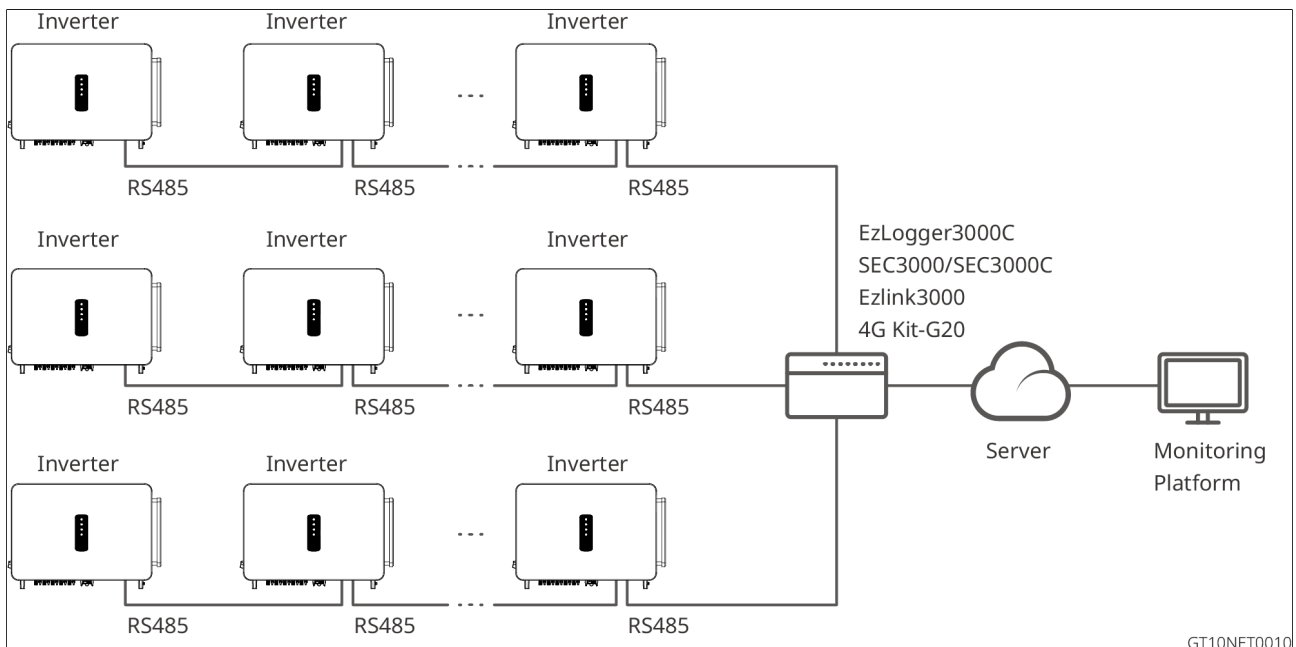 Inverter Inverter Inverter
RS485 RS485 RS485
EzLogger3000C
SEC3000/SEC3000C
Ezlink3000
4G Kit-G20
Inverter Inverter Inverter
RS485 RS485 RS485
Server
Monitoring
Platform
Inverter Inverter Inverter
RS485 RS485 RS485
GT10NET0010